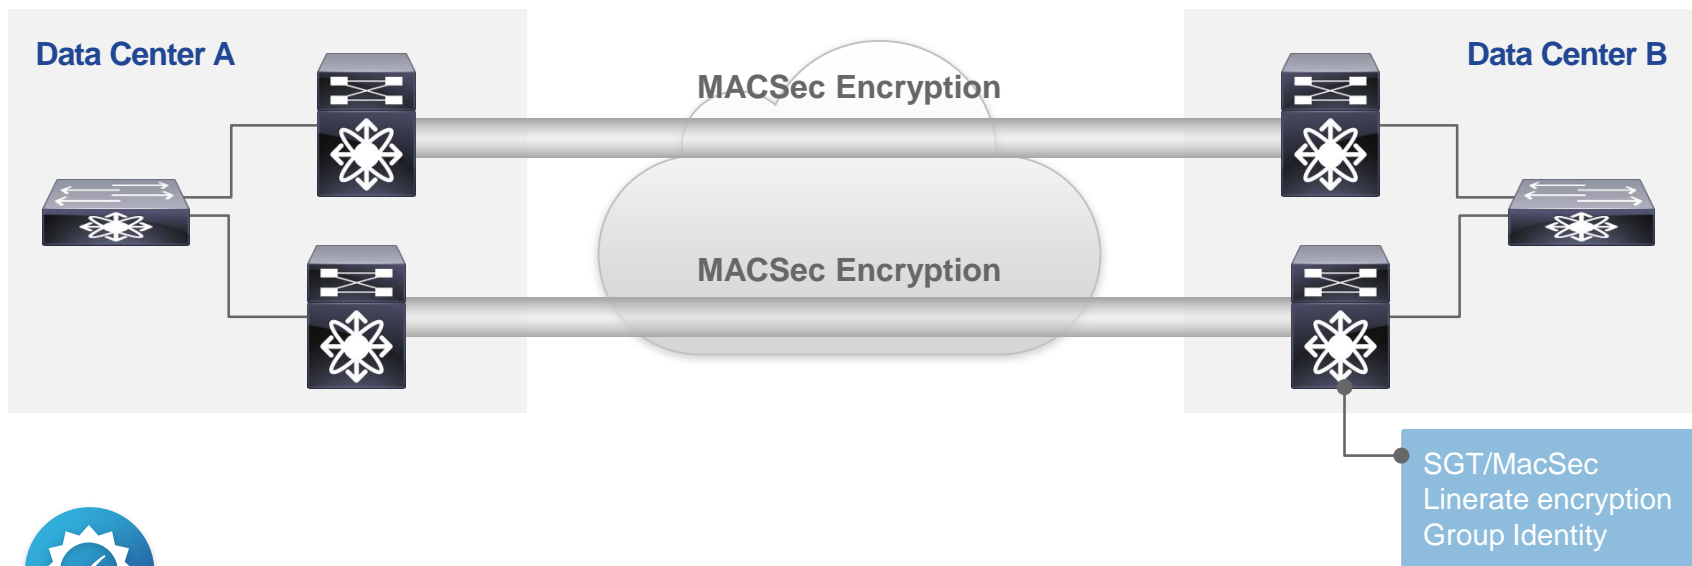 Data Center A
MACSec Encryption
Data Center B
MACSec Encryption
SGT/MacSec
Linerate encryption
Group Identity